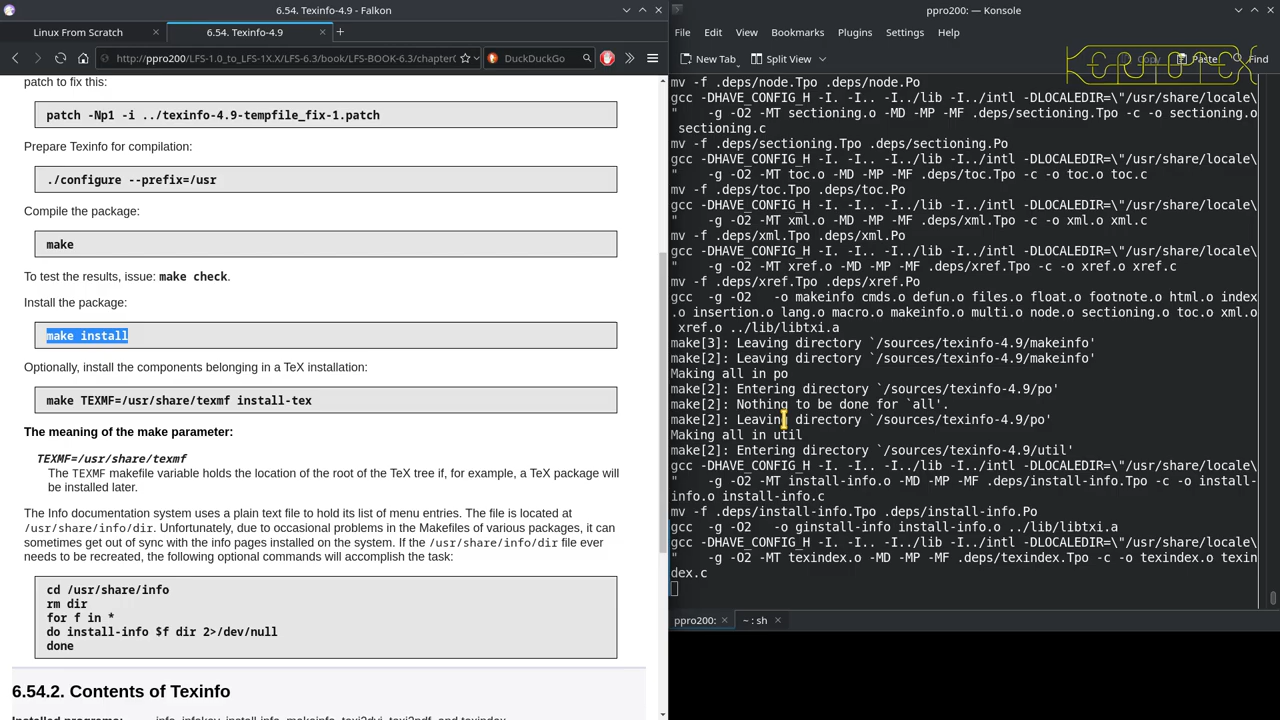 6.54. Texinfo-4.9 - Falkon
Linux From Scratch
6.54. Texinfo-4.9
http://ppro200/LFS-1.0_to_LFS-1X.X/LFS-6.3/book/LFS-BOOK-6.3/chapter(
DuckDuckGo
patch to fix this:
patch -Np1 -i ../texinfo-4.9-tempfile_fix-1.patch
Prepare Texinfo for compilation:
./configure --prefix=/usr
Compile the package:
make
To test the results, issue: make check.
Install the package:
make install
Optionally, install the components belonging in a TeX installation:
make TEXMF=/usr/share/texmf install-tex
The meaning of the make parameter:
TEXMF=/usr/share/texmf
The TEXMF makefile variable holds the location of the root of the TeX tree if, for example, a TeX package will
be installed later.
The Info documentation system uses a plain text file to hold its list of menu entries. The file is located at
/usr/share/info/dir. Unfortunately, due to occasional problems in the Makefiles of various packages, it can
sometimes get out of sync with the info pages installed on the system. If the /usr/share/info/dir file ever
needs to be recreated, the following optional commands will accomplish the task:
cd /usr/share/info
rm dir
for f in *
do install-info $f dir 2>/dev/null
done
6.54.2. Contents of Texinfo
Installed programs: info, infokey, install-info, makeinfo, texi2dvi, texi2pdf, and texindex
ppro200: — Konsole
File Edit View Bookmarks Plugins Settings Help
New Tab Split View Copy Paste Find
mv -f .deps/node.Tpo .deps/node.Po
gcc -DHAVE_CONFIG_H -I. -I.. -I../lib -I../intl -DLOCALEDIR=\"/usr/share/locale\
" -g -O2 -MT sectioning.o -MD -MP -MF .deps/sectioning.Tpo -c -o sectioning.o
sectioning.c
mv -f .deps/sectioning.Tpo .deps/sectioning.Po
gcc -DHAVE_CONFIG_H -I. -I.. -I../lib -I../intl -DLOCALEDIR=\"/usr/share/locale\
" -g -O2 -MT toc.o -MD -MP -MF .deps/toc.Tpo -c -o toc.o toc.c
mv -f .deps/toc.Tpo .deps/toc.Po
gcc -DHAVE_CONFIG_H -I. -I.. -I../lib -I../intl -DLOCALEDIR=\"/usr/share/locale\
" -g -O2 -MT xml.o -MD -MP -MF .deps/xml.Tpo -c -o xml.o xml.c
mv -f .deps/xml.Tpo .deps/xml.Po
gcc -DHAVE_CONFIG_H -I. -I.. -I../lib -I../intl -DLOCALEDIR=\"/usr/share/locale\
" -g -O2 -MT xref.o -MD -MP -MF .deps/xref.Tpo -c -o xref.o xref.c
mv -f .deps/xref.Tpo .deps/xref.Po
gcc -g -O2 -o makeinfo cmds.o defun.o files.o float.o footnote.o html.o index
.o insertion.o lang.o macro.o makeinfo.o multi.o node.o sectioning.o toc.o xml.o
xref.o ../lib/libtxi.a
make[3]: Leaving directory `/sources/texinfo-4.9/makeinfo'
make[2]: Leaving directory `/sources/texinfo-4.9/makeinfo'
Making all in po
make[2]: Entering directory `/sources/texinfo-4.9/po'
make[2]: Nothing to be done for `all'.
make[2]: Leaving directory `/sources/texinfo-4.9/po'
Making all in util
make[2]: Entering directory `/sources/texinfo-4.9/util'
gcc -DHAVE_CONFIG_H -I. -I.. -I../lib -I../intl -DLOCALEDIR=\"/usr/share/locale\
" -g -O2 -MT install-info.o -MD -MP -MF .deps/install-info.Tpo -c -o install-
info.o install-info.c
mv -f .deps/install-info.Tpo .deps/install-info.Po
gcc -g -O2 -o ginstall-info install-info.o ../lib/libtxi.a
gcc -DHAVE_CONFIG_H -I. -I.. -I../lib -I../intl -DLOCALEDIR=\"/usr/share/locale\
" -g -O2 -MT texindex.o -MD -MP -MF .deps/texindex.Tpo -c -o texindex.o texin
dex.c
ppro200: ~ : sh